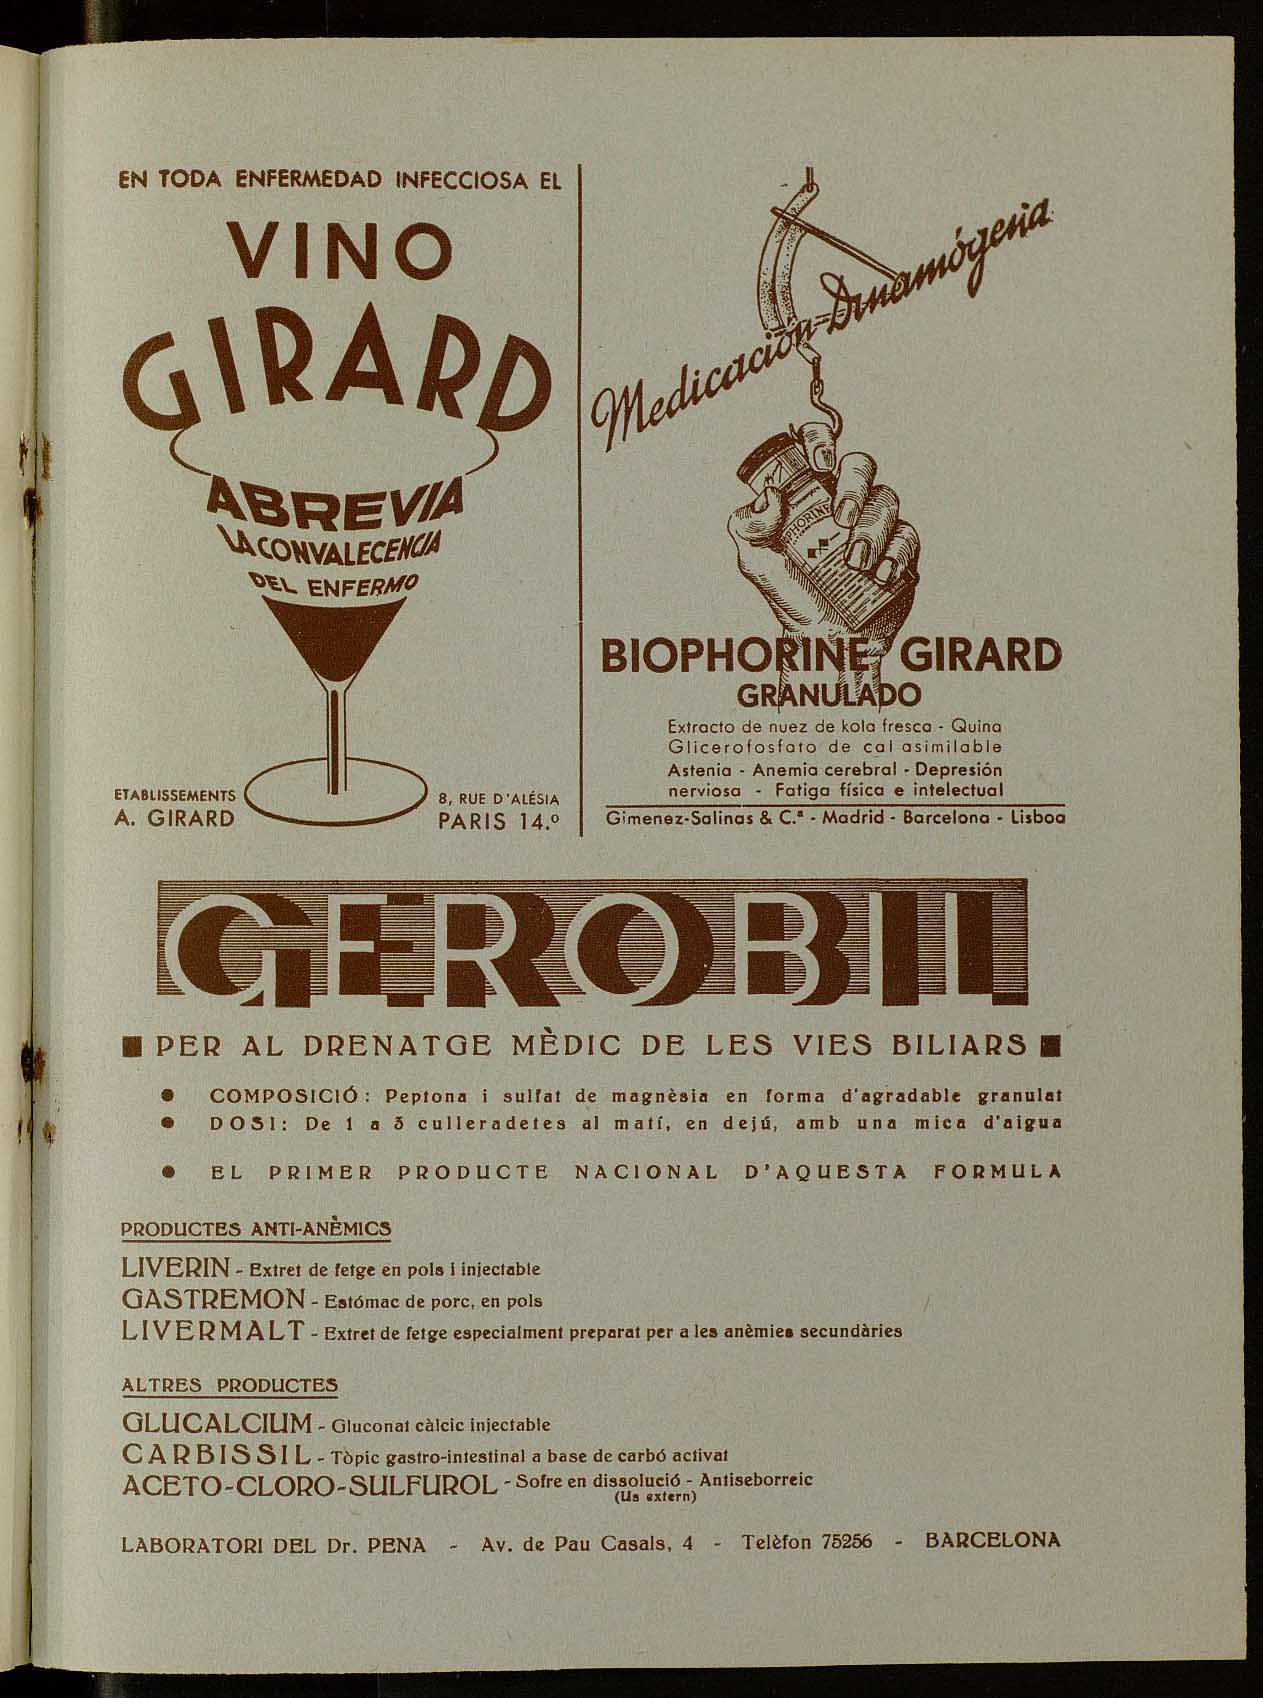 EN TODA ENFERMEDAD INFECCIOSA EL
VINO
GIRARD
ABREVIA
LA CONVALECENCIA
DEL ENFERMO
ETABLISSEMENTS
A. GIRARD
8, RUE D'ALÉSIA
PARIS 14.º
Medicación Dinamógena
PHORINE
BIOPHORINE GIRARD
GRANULADO
Extracto de nuez de kola fresca - Quina
Glicerofosfato de cal asimilable
Astenia - Anemia cerebral - Depresión
nerviosa - Fatiga física e intelectual
Gimenez-Salinas & C.ª - Madrid - Barcelona - Lisboa
GEROBIL
PER AL DRENATGE MÈDIC DE LES VIES BILIARS
COMPOSICIÓ: Peptona i sulfat de magnèsia en forma d'agradable granulat
DOSI: De 1 a 3 culleradetes al matí, en dejú, amb una mica d'aigua
EL PRIMER PRODUCTE NACIONAL D'AQUESTA FORMULA
PRODUCTES ANTI-ANÈMICS
LIVERIN - Extret de fetge en pols i injectable
GASTREMON - Estómac de porc, en pols
LIVERMALT - Extret de fetge especialment preparat per a les anèmies secundàries
ALTRES PRODUCTES
GLUCALCIUM - Gluconat càlcic injectable
CARBISSIL - Tòpic gastro-intestinal a base de carbó activat
ACETO-CLORO-SULFUROL - Sofre en dissolució - Antiseborreic
(Us extern)
LABORATORI DEL Dr. PENA - Av. de Pau Casals, 4 - Telèfon 75256 - BARCELONA